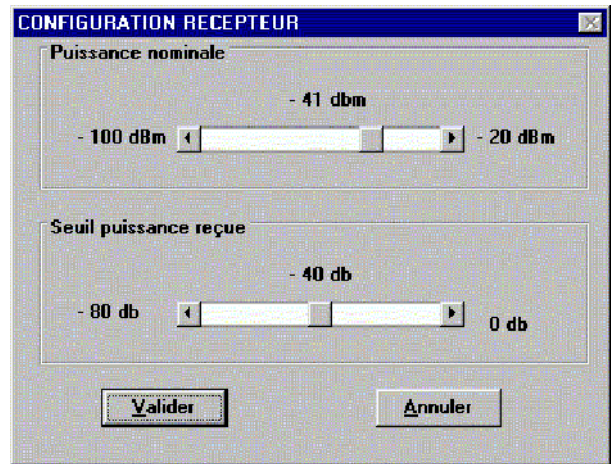 CONFIGURATION RECEPTEUR
Puissance nominale
- 41 dbm
- 100 dBm
- 20 dBm
Seuil puissance reçue
- 40 db
- 80 db
0 db
Valider
Annuler